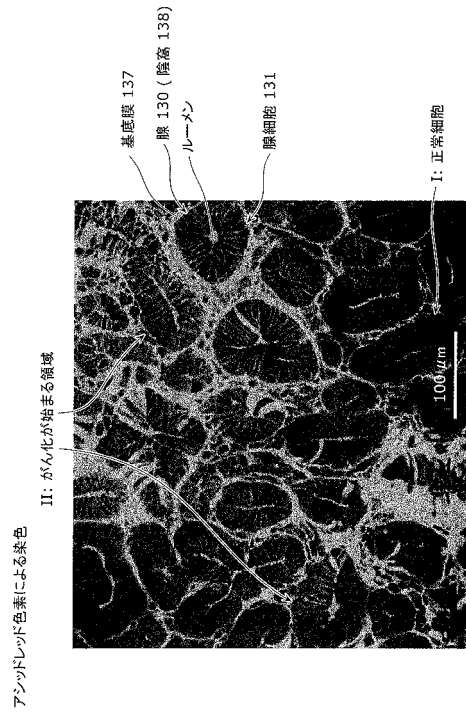 アシッドレッド色素による染色
II: がん化が始まる領域
基底膜 137
腺 130 ( 陰窩 138)
ルーメン
腺細胞 131
I: 正常細胞
100 μm